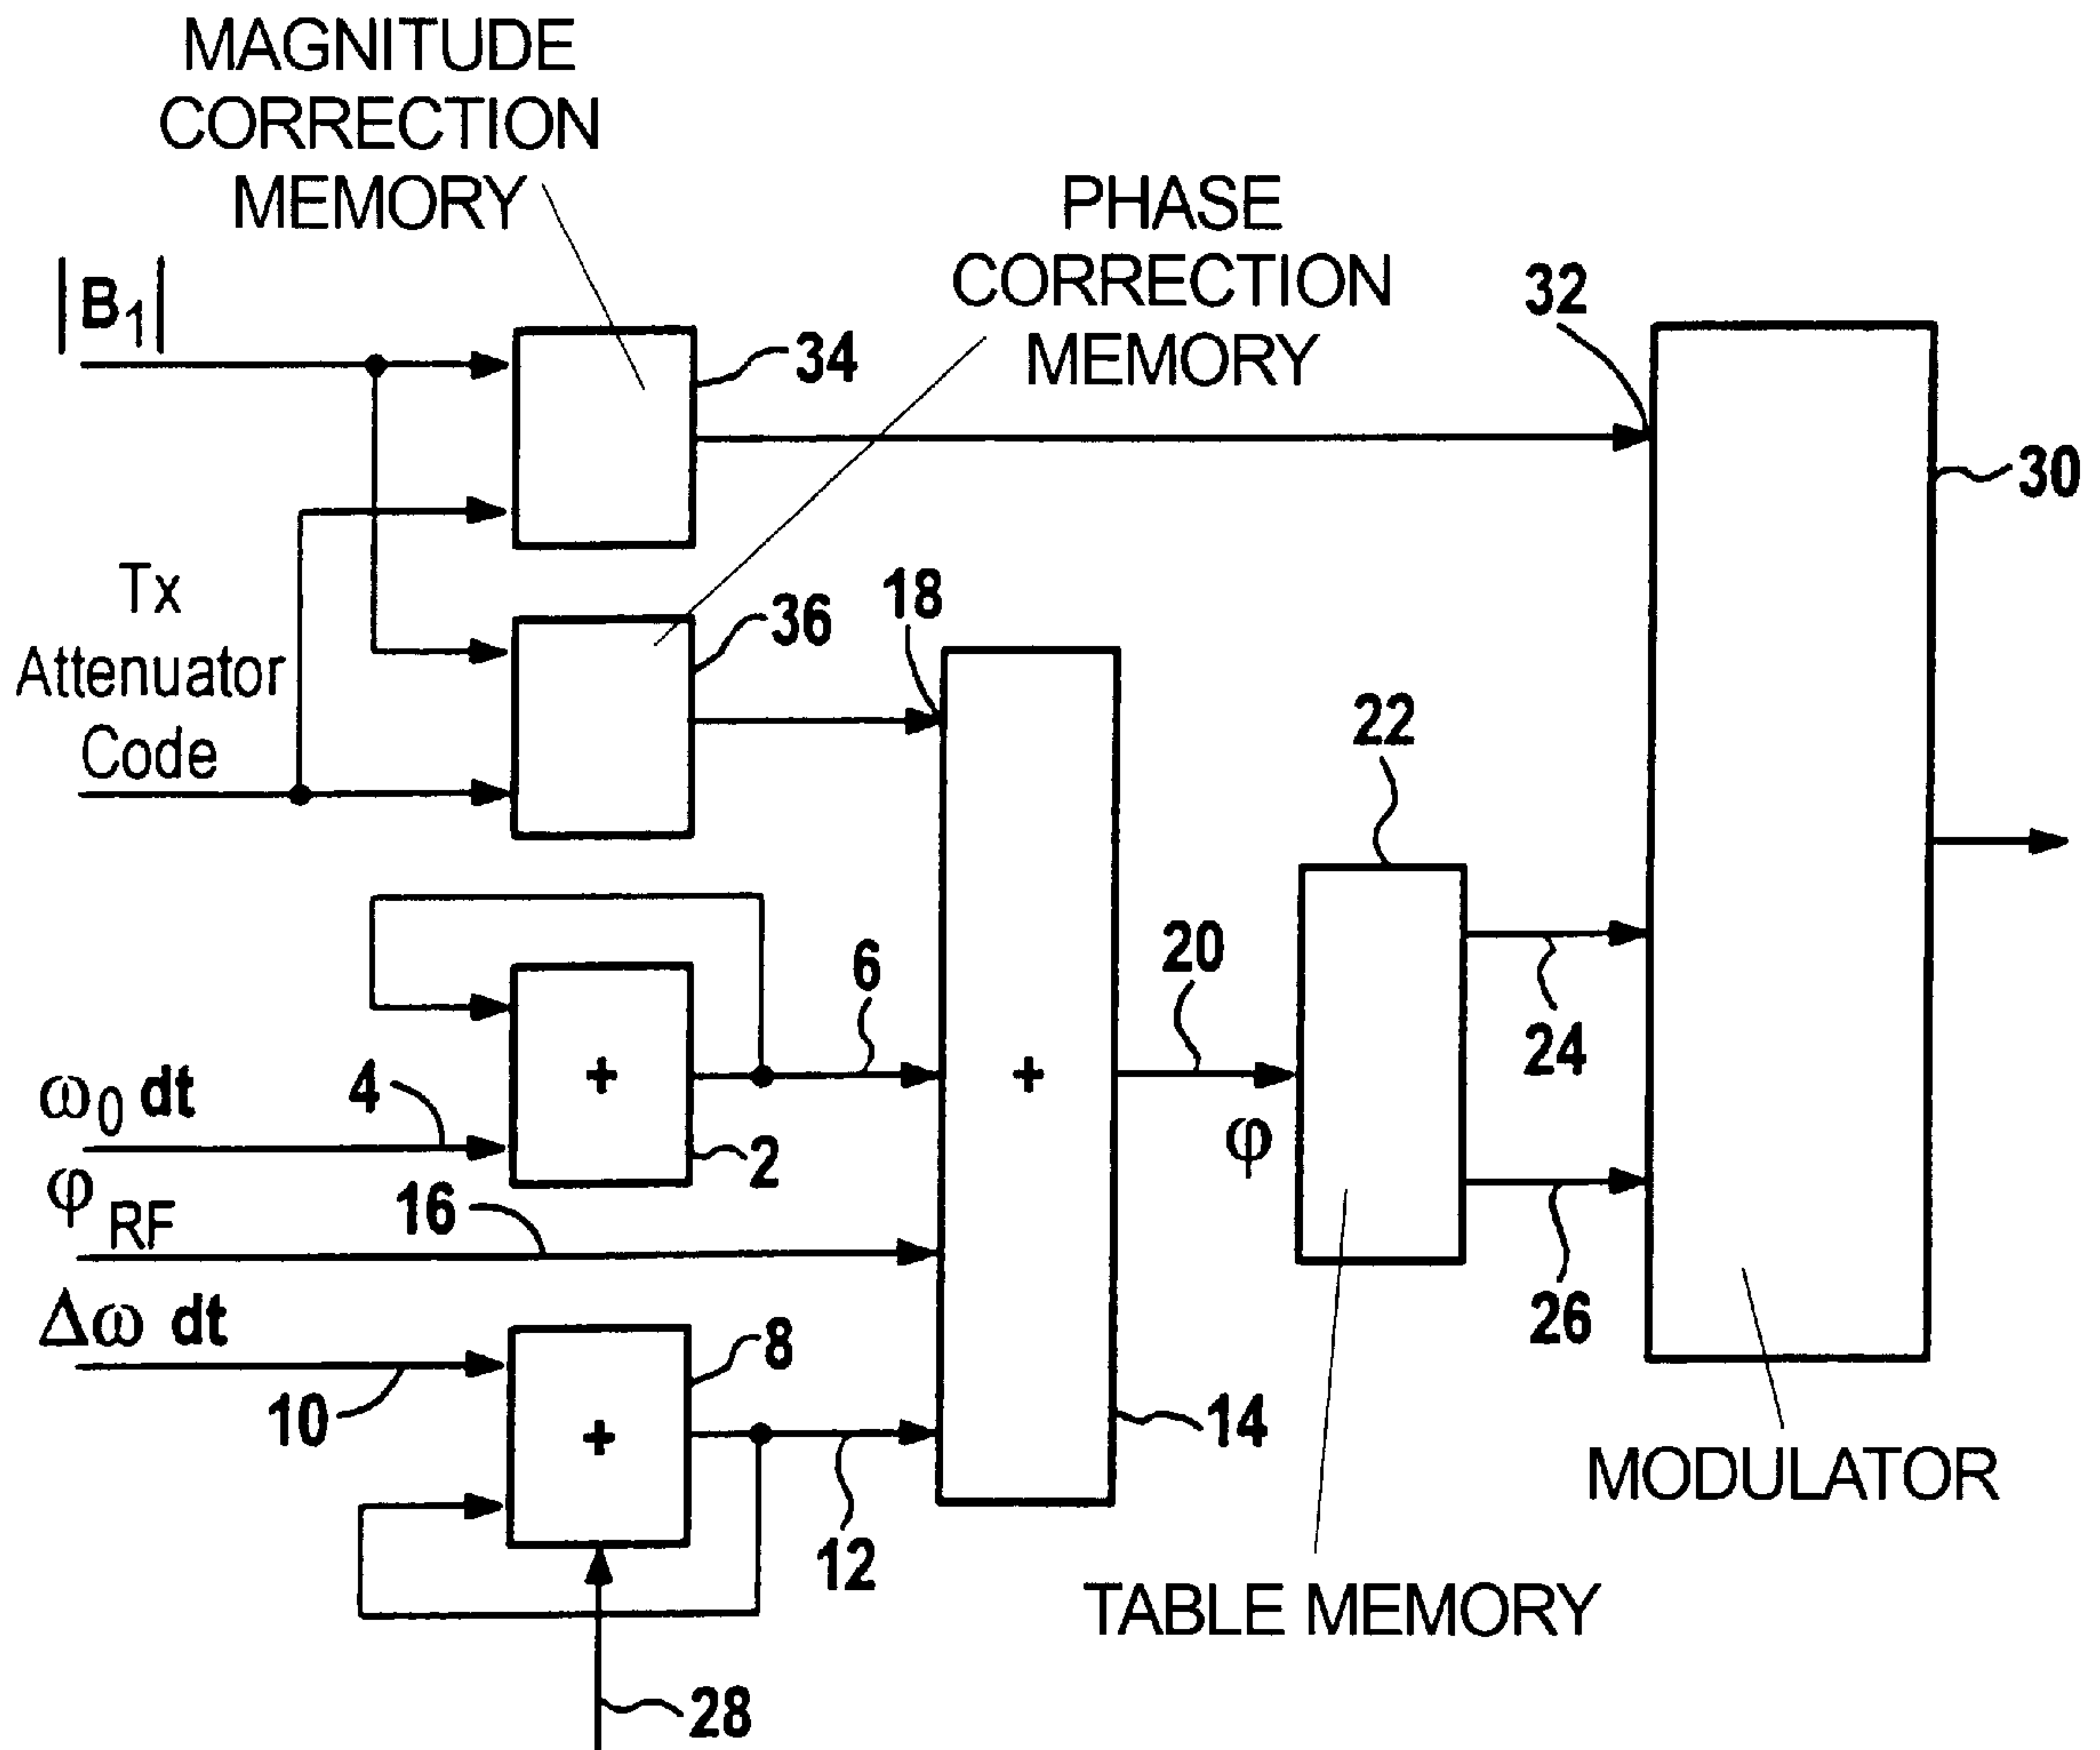 MAGNITUDE
CORRECTION
MEMORY
PHASE
CORRECTION
MEMORY
|B1|
34
32
30
Tx
Attenuator
Code
36
18
22
6
20
24
ω0 dt
4
2
φ
φRF
16
26
Δω dt
10
8
+
+
+
14
12
MODULATOR
TABLE MEMORY
28